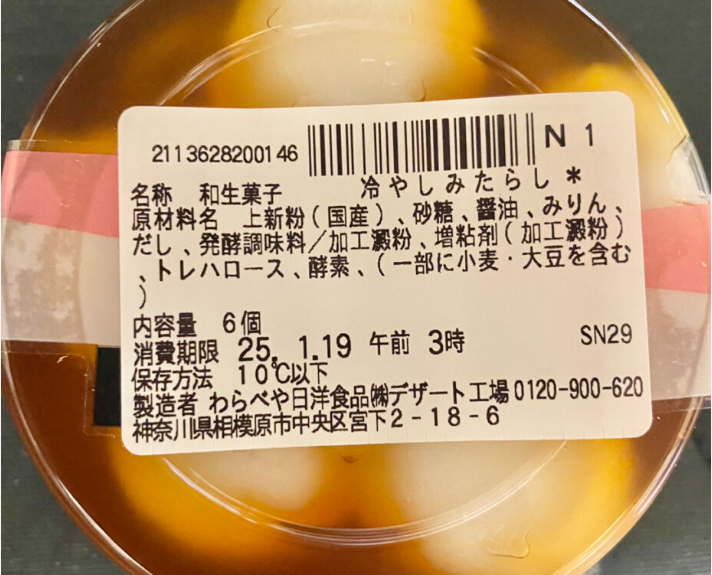 2113628200146 N 1
冷やしみたらし＊
名称 和生菓子
原材料名 上新粉(国産)、砂糖、醤油、みりん、
だし、発酵調味料／加工澱粉、増粘剤(加工澱粉)
、トレハロース、酵素、(一部に小麦・大豆を含む
)
内容量 6個
消費期限 25. 1.19 午前 3時 SN29
保存方法 10℃以下
製造者 わらべや日洋食品㈱デザート工場0120-900-620
神奈川県相模原市中央区宮下2-18-6